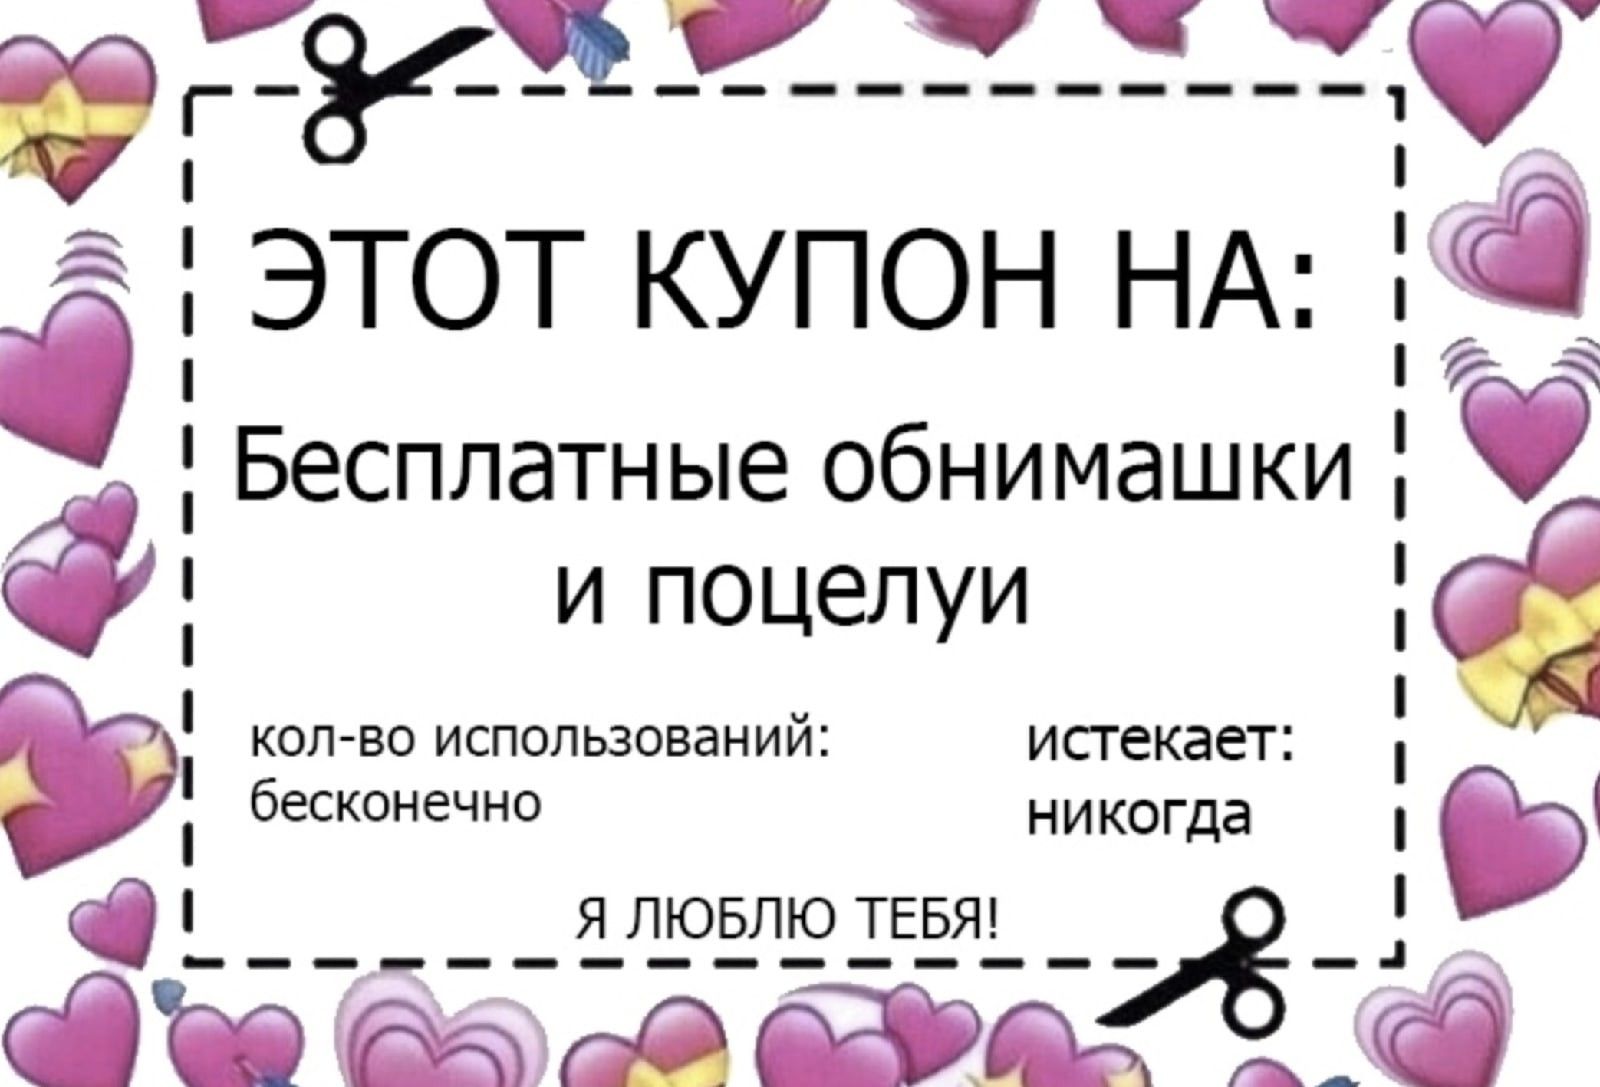 ЭТОТ КУПОН НА:
Бесплатные обнимашки
и поцелуи
кол-во использований:
бесконечно
истекает:
никогда
Я ЛЮБЛЮ ТЕБЯ!